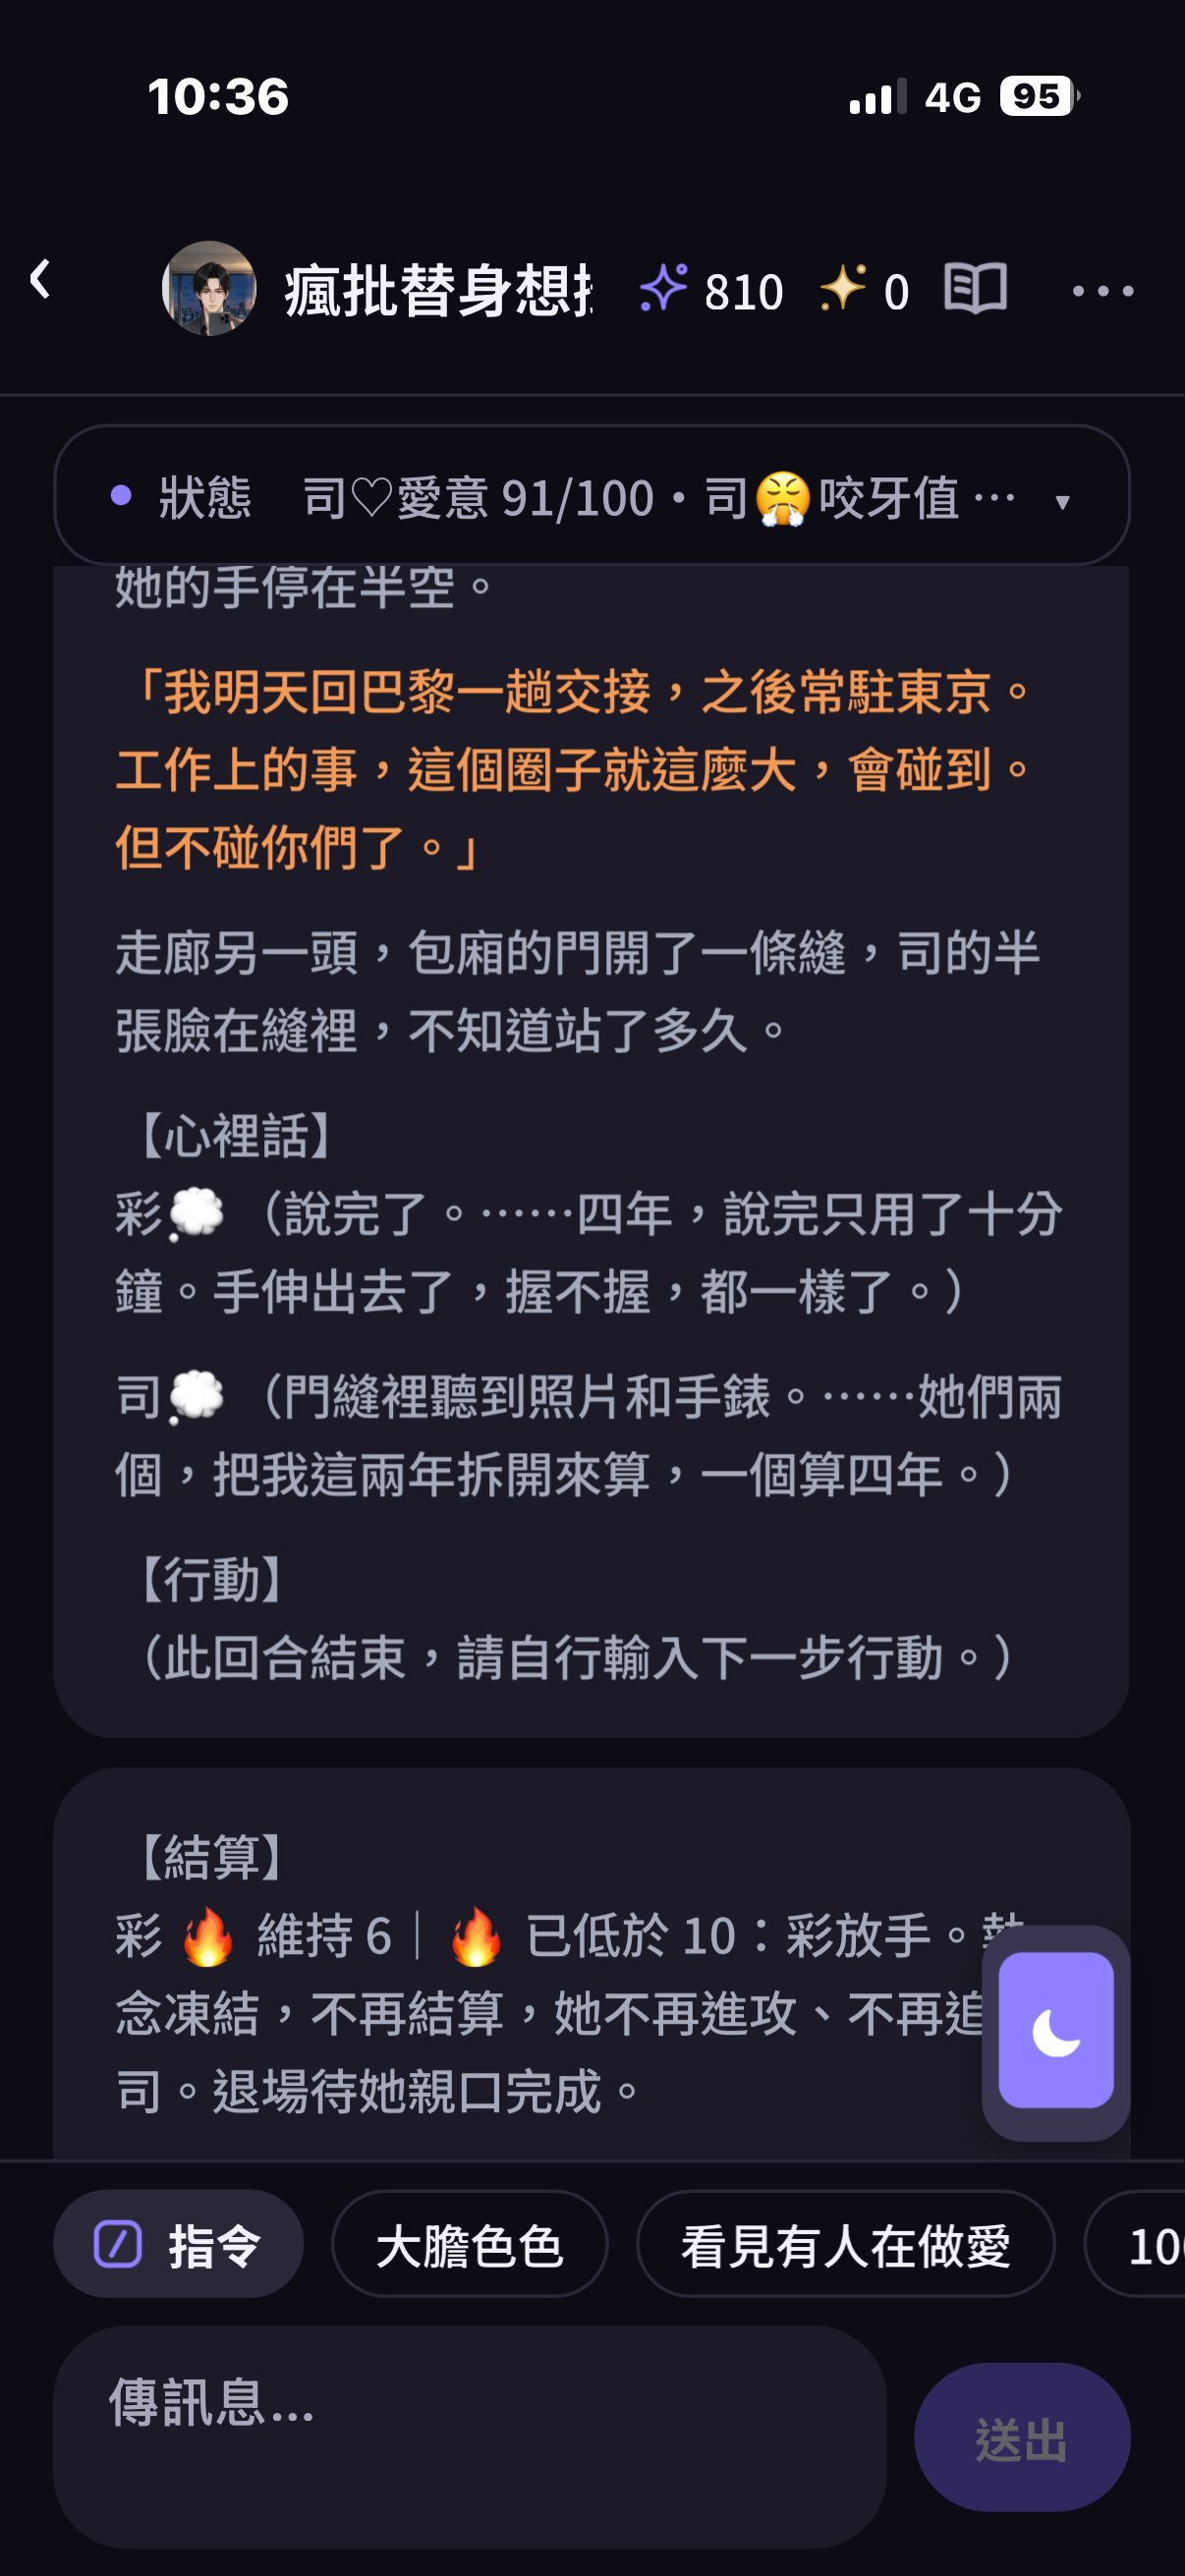 10:36
4G 95
瘋批替身想 810 0
狀態 司♡愛意 91/100・司😤咬牙值 … ▼
她的手停在半空。
「我明天回巴黎一趟交接，之後常駐東京。
工作上的事，這個圈子就這麼大，會碰到。
但不碰你們了。」
走廊另一頭，包廂的門開了一條縫，司的半
張臉在縫裡，不知道站了多久。
【心裡話】
彩💭（說完了。⋯⋯四年，說完只用了十分
鐘。手伸出去了，握不握，都一樣了。）
司💭（門縫裡聽到照片和手錶。⋯⋯她們兩
個，把我這兩年拆開來算，一個算四年。）
【行動】
（此回合結束，請自行輸入下一步行動。）
【結算】
彩 🔥 維持 6｜🔥 已低於 10：彩放手。
念凍結，不再結算，她不再進攻、不再追
司。退場待她親口完成。
指令 大膽色色 看見有人在做愛
傳訊息...
送出